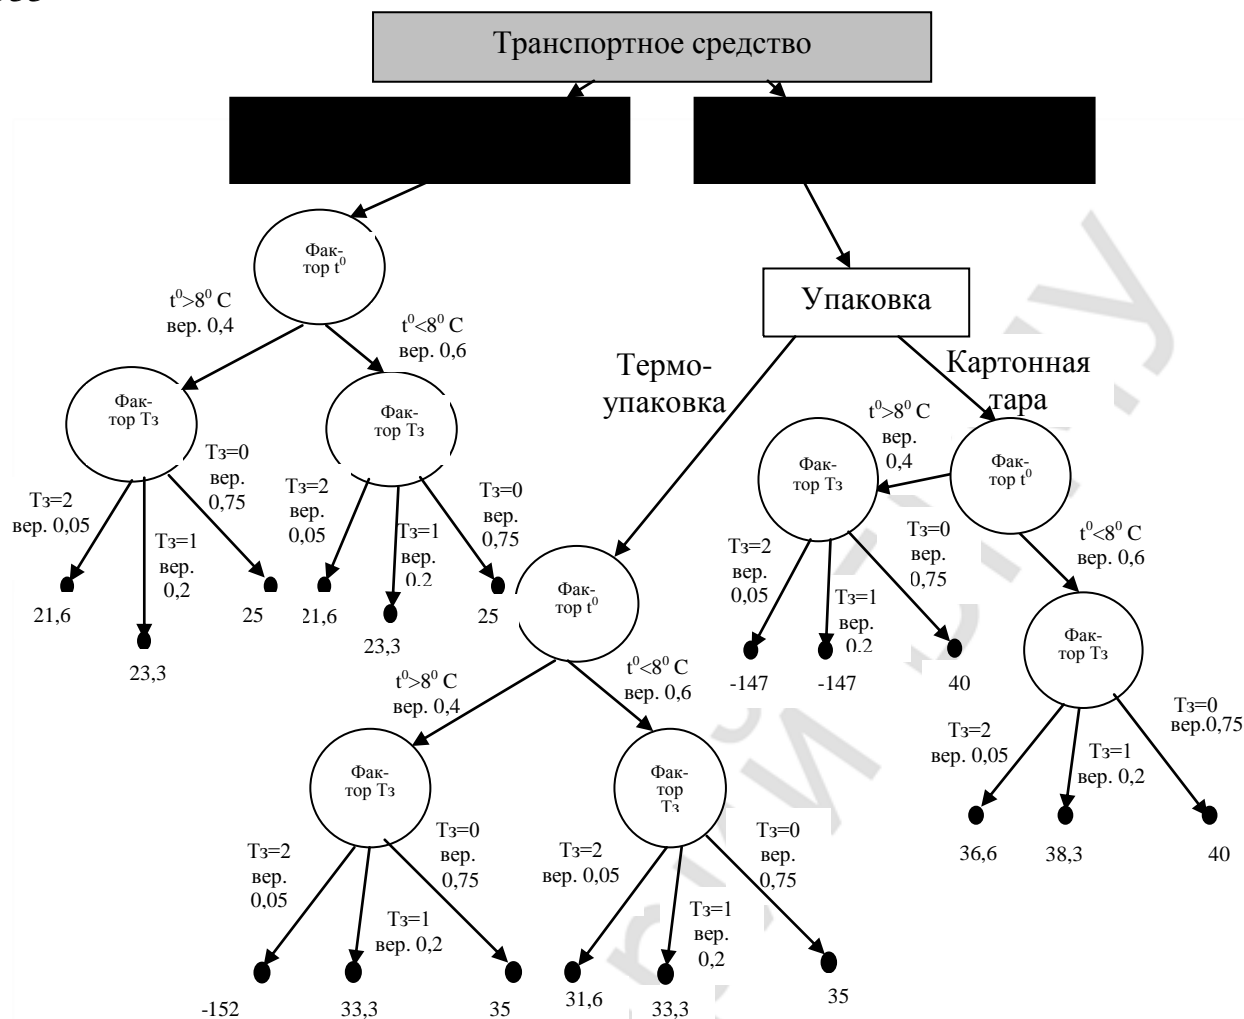 Транспортное средство
Фак-
тор t⁰
t⁰>8⁰ C
вер. 0,4
t⁰<8⁰ C
вер. 0,6
Фак-
тор Тз
Тз=2
вер. 0,05
Тз=1
вер.
0,2
Тз=0
вер.
0,75
21,6
23,3
25
Фак-
тор Тз
Тз=2
вер.
0,05
Тз=1
вер.
0,2
Тз=0
вер.
0,75
21,6
23,3
25
Упаковка
Термо-
упаковка
Картонная
тара
Фак-
тор t⁰
t⁰>8⁰ C
вер. 0,4
t⁰<8⁰ C
вер. 0,6
Фак-
тор Тз
Тз=2
вер.
0,05
Тз=1
вер. 0,2
Тз=0
вер.
0,75
-152
33,3
35
Фак-
тор
Тз
Тз=2
вер. 0,05
Тз=1
вер.
0,2
Тз=0
вер.
0,75
31,6
33,3
35
Фак-
тор t⁰
t⁰>8⁰ C
вер.
0,4
t⁰<8⁰ C
вер. 0,6
Фак-
тор Тз
Тз=2
вер.
0,05
Тз=1
вер.
0,2
Тз=0
вер.
0,75
-147
-147
40
Фак-
тор Тз
Тз=2
вер. 0,05
Тз=1
вер. 0,2
Тз=0
вер.0,75
36,6
38,3
40